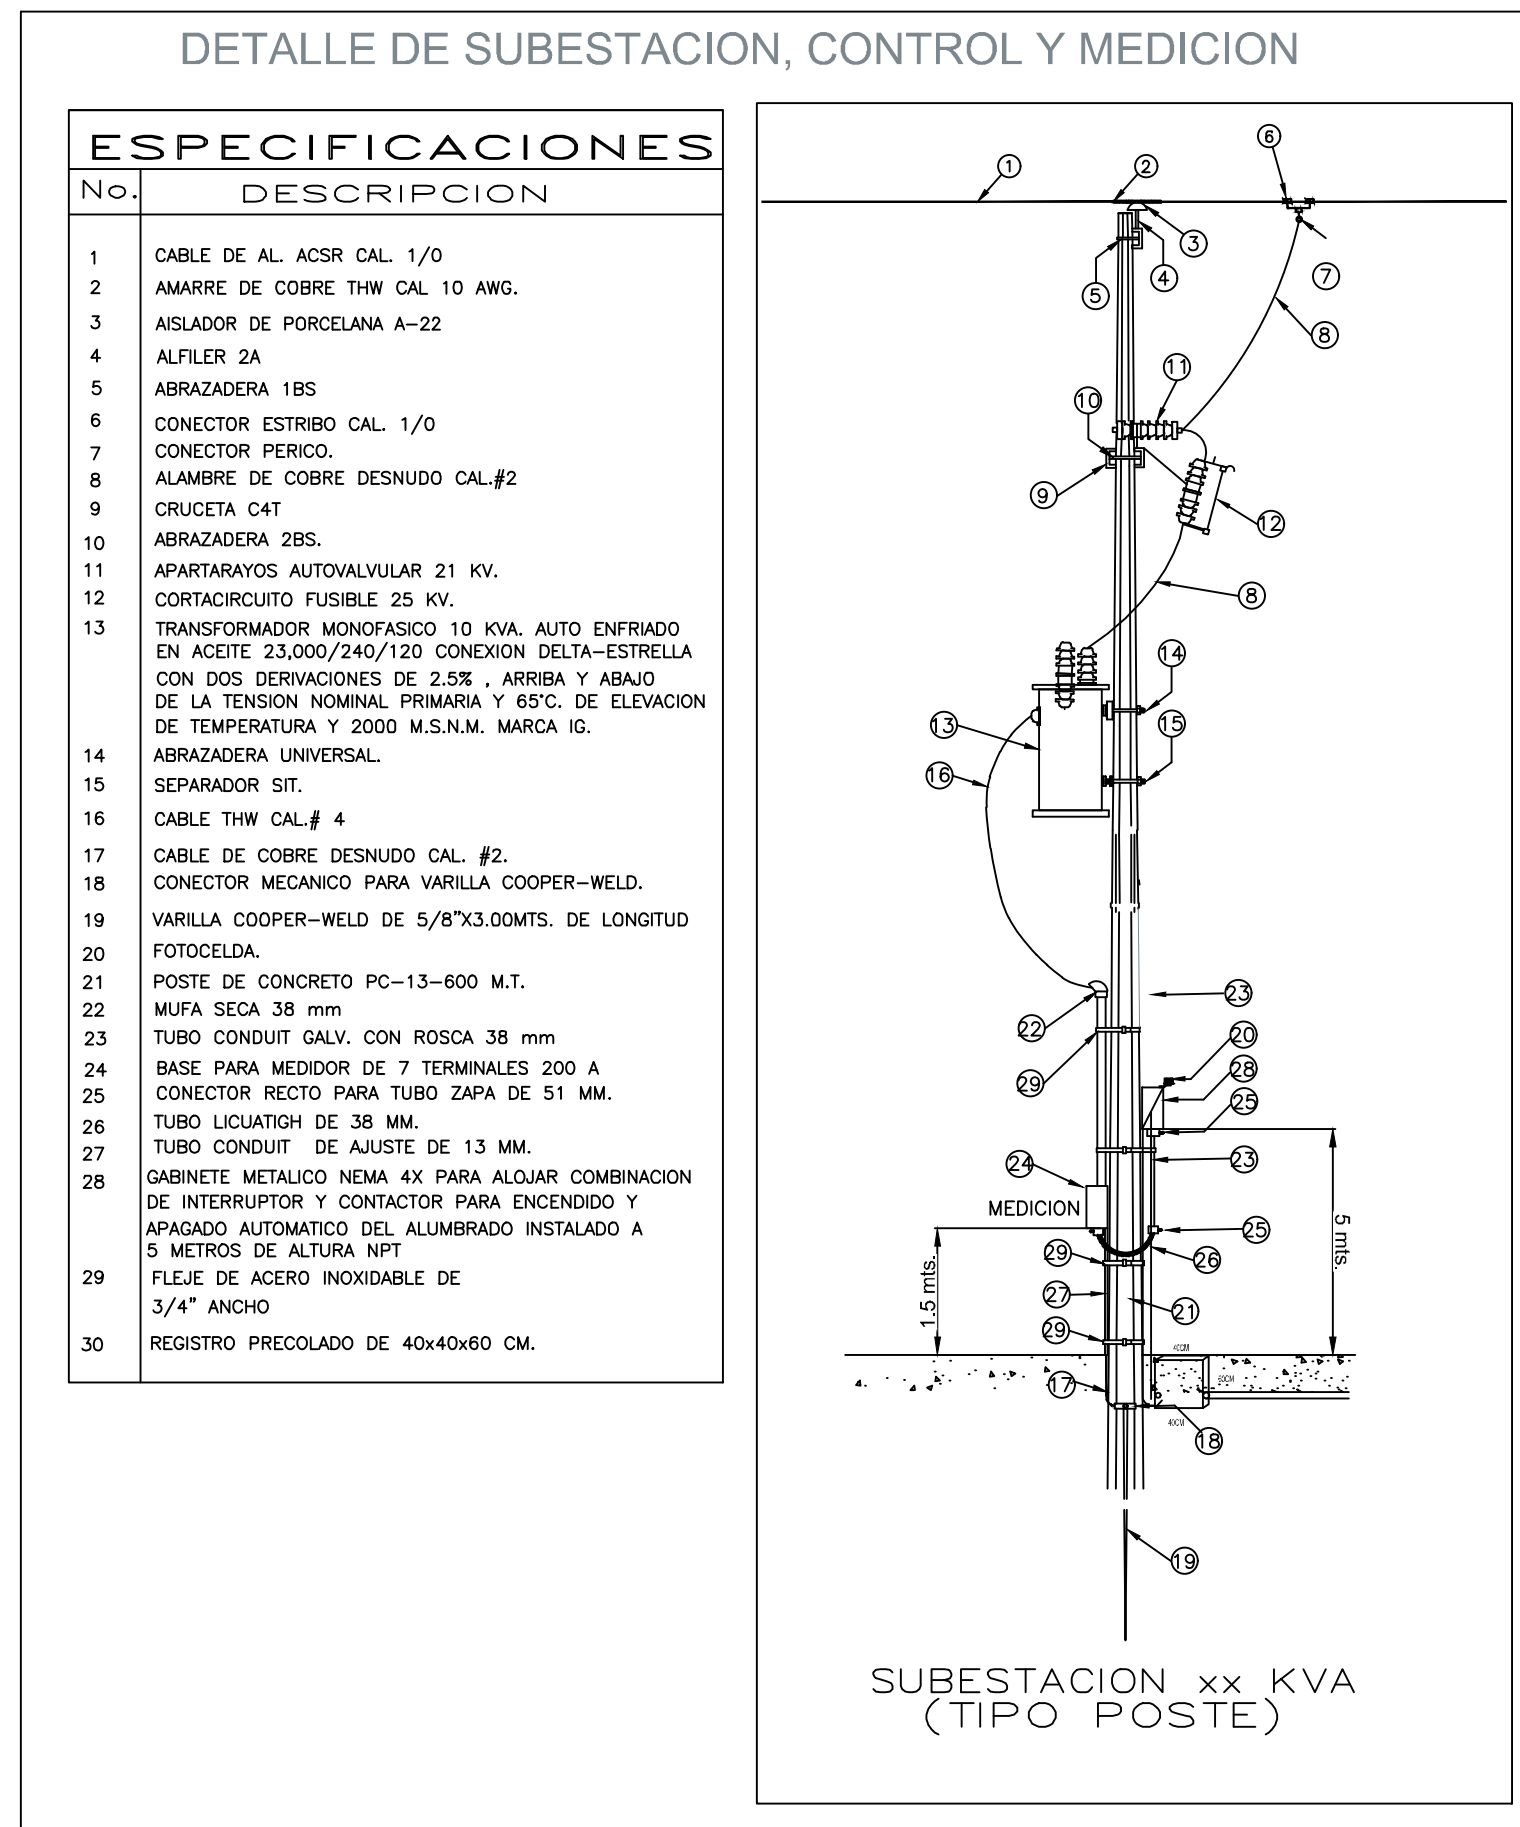 DETALLE DE SUBESTACION, CONTROL Y MEDICION
ESPECIFICACIONES
No. DESCRIPCION
1 CABLE DE AL. ACSR CAL. 1/0
2 AMARRE DE COBRE THW CAL 10 AWG.
3 AISLADOR DE PORCELANA A-22
4 ALFILER 2A
5 ABRAZADERA 1BS
6 CONECTOR ESTRIBO CAL. 1/0
7 CONECTOR PERICO.
8 ALAMBRE DE COBRE DESNUDO CAL.#2
9 CRUCETA C4T
10 ABRAZADERA 2BS.
11 APARTARAYOS AUTOVALVULAR 21 KV.
12 CORTACIRCUITO FUSIBLE 25 KV.
13 TRANSFORMADOR MONOFASICO 10 KVA. AUTO ENFRIADO
EN ACEITE 23,000/240/120 CONEXION DELTA-ESTRELLA
CON DOS DERIVACIONES DE 2.5% , ARRIBA Y ABAJO
DE LA TENSION NOMINAL PRIMARIA Y 65°C. DE ELEVACION
DE TEMPERATURA Y 2000 M.S.N.M. MARCA IG.
14 ABRAZADERA UNIVERSAL.
15 SEPARADOR SIT.
16 CABLE THW CAL.# 4
17 CABLE DE COBRE DESNUDO CAL. #2.
18 CONECTOR MECANICO PARA VARILLA COOPER-WELD.
19 VARILLA COOPER-WELD DE 5/8"X3.00MTS. DE LONGITUD
20 FOTOCELDA.
21 POSTE DE CONCRETO PC-13-600 M.T.
22 MUFA SECA 38 mm
23 TUBO CONDUIT GALV. CON ROSCA 38 mm
24 BASE PARA MEDIDOR DE 7 TERMINALES 200 A
25 CONECTOR RECTO PARA TUBO ZAPA DE 51 MM.
26 TUBO LICUATIGH DE 38 MM.
27 TUBO CONDUIT DE AJUSTE DE 13 MM.
28 GABINETE METALICO NEMA 4X PARA ALOJAR COMBINACION
DE INTERRUPTOR Y CONTACTOR PARA ENCENDIDO Y
APAGADO AUTOMATICO DEL ALUMBRADO INSTALADO A
5 METROS DE ALTURA NPT
29 FLEJE DE ACERO INOXIDABLE DE
3/4" ANCHO
30 REGISTRO PRECOLADO DE 40x40x60 CM.
6
1
2
3
4
5
7
8
11
10
9
12
8
14
13
15
16
23
22
20
29
28
25
24
23
MEDICION
25
29
26
27
21
29
1.5 mts.
5 mts.
40CM
17
60CM
40CM
18
19
SUBESTACION xx KVA
(TIPO POSTE)